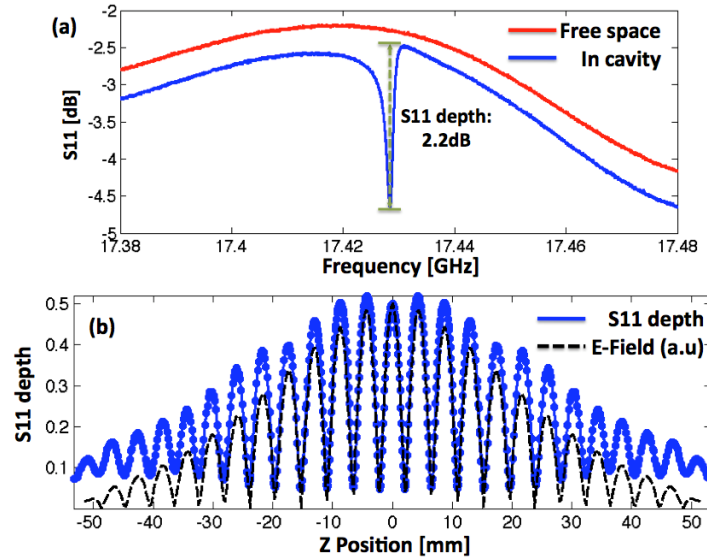 (a)
Free space
In cavity
S11 depth:
2.2dB
S11 [dB]
-2
-2.5
-3
-3.5
-4
-4.5
-5
17.38 17.4 17.42 17.44 17.46 17.48
Frequency [GHz]
(b)
S11 depth
E-Field (a.u)
S11 depth
0.5
0.4
0.3
0.2
0.1
-50 -40 -30 -20 -10 0 10 20 30 40 50
Z Position [mm]